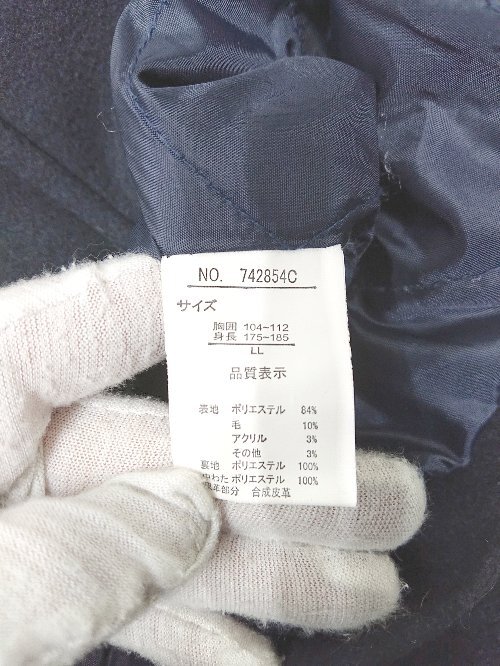 NO. 742854C
サイズ
胸囲 104~112
身長 175~185
LL
品質表示
表地 ポリエステル 84%
毛 10%
アクリル 3%
その他 3%
裏地 ポリエステル 100%
中わた ポリエステル 100%
部分 合成皮革